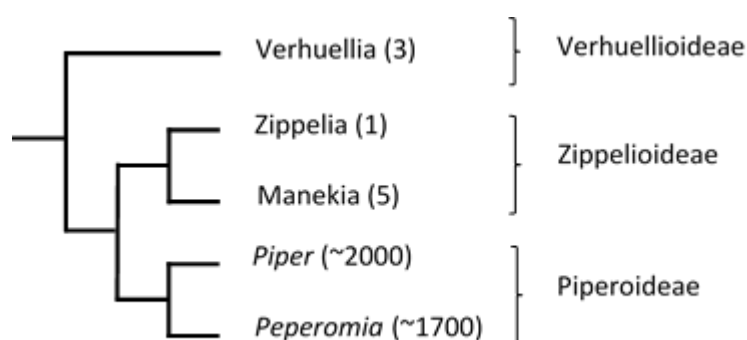 Verhuellia (3)
Verhuellioideae
Zippelia (1)
Zippelioideae
Manekia (5)
Piper (~2000)
Piperoideae
Peperomia (~1700)